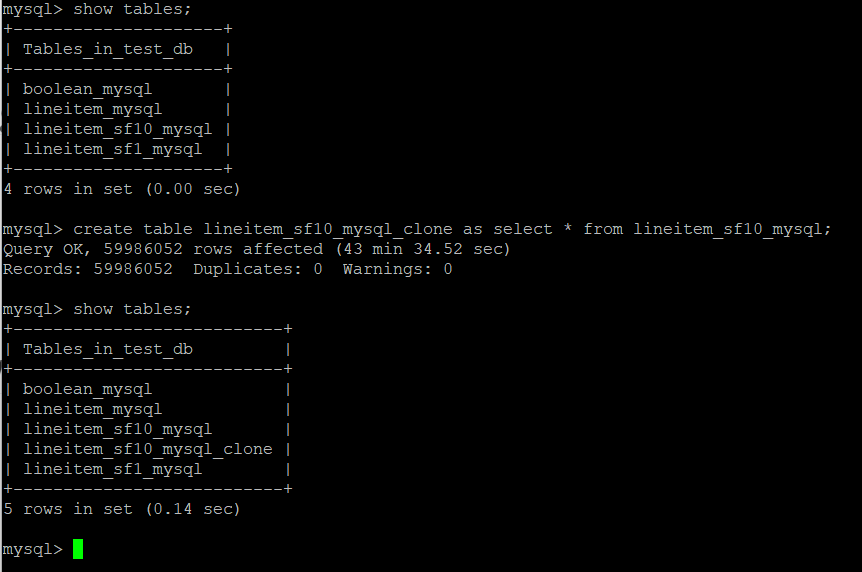 mysql> show tables;
+---------------------+
| Tables_in_test_db   |
+---------------------+
| boolean_mysql       |
| lineitem_mysql      |
| lineitem_sf10_mysql |
| lineitem_sf1_mysql  |
+---------------------+
4 rows in set (0.00 sec)
mysql> create table lineitem_sf10_mysql_clone as select * from lineitem_sf10_mysql;
Query OK, 59986052 rows affected (43 min 34.52 sec)
Records: 59986052  Duplicates: 0  Warnings: 0
mysql> show tables;
+---------------------------+
| Tables_in_test_db         |
+---------------------------+
| boolean_mysql             |
| lineitem_mysql            |
| lineitem_sf10_mysql       |
| lineitem_sf10_mysql_clone |
| lineitem_sf1_mysql        |
+---------------------------+
5 rows in set (0.14 sec)
mysql>